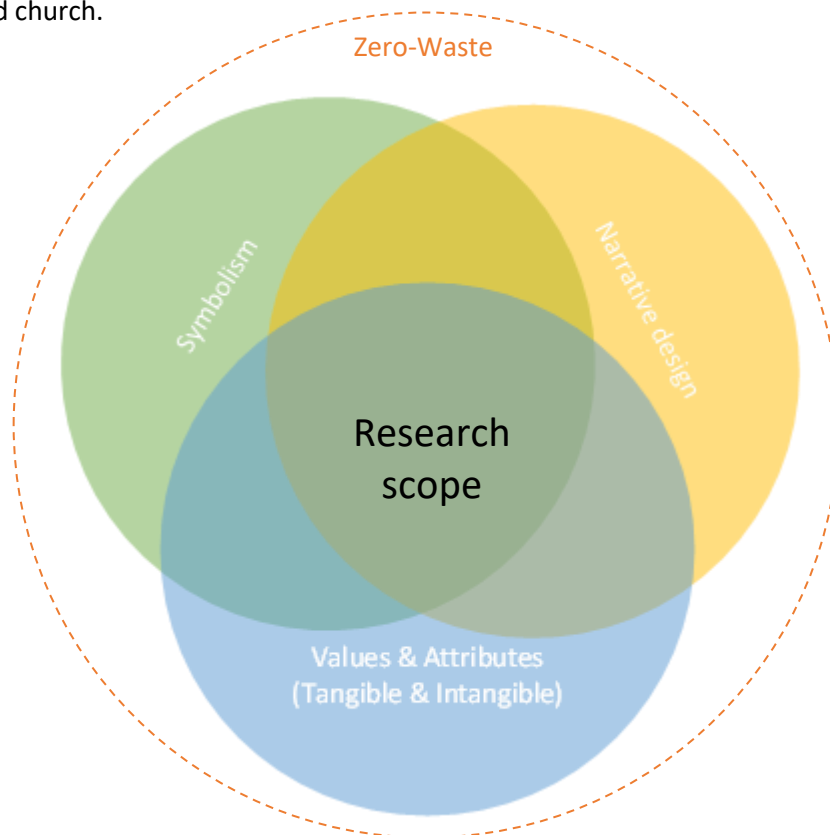 church.
Zero-Waste
Symbolism
Narrative design
Research
scope
Values & Attributes
(Tangible & Intangible)